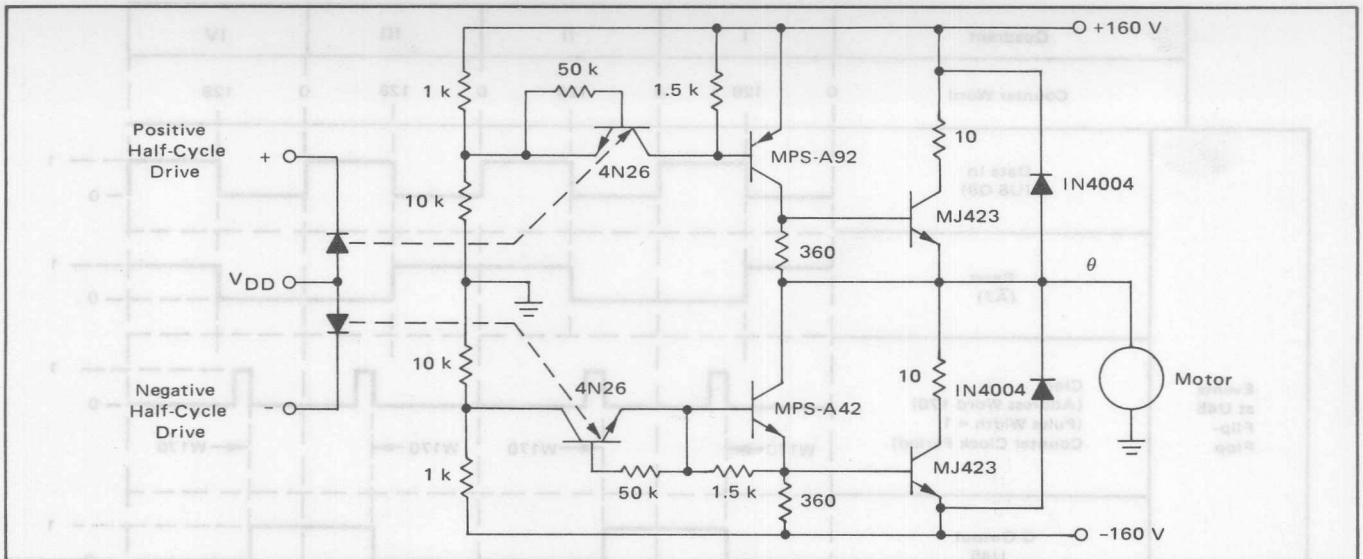 +160 V
50 k
1 k
1.5 k
10
Positive
Half-Cycle
Drive
+
MPS-A92
4N26
IN4004
10 k
MJ423
360
VDD
θ
10 k
4N26
10
IN4004
Motor
Negative
Half-Cycle
Drive
−
MPS-A42
1 k
MJ423
50 k
1.5 k
360
−160 V